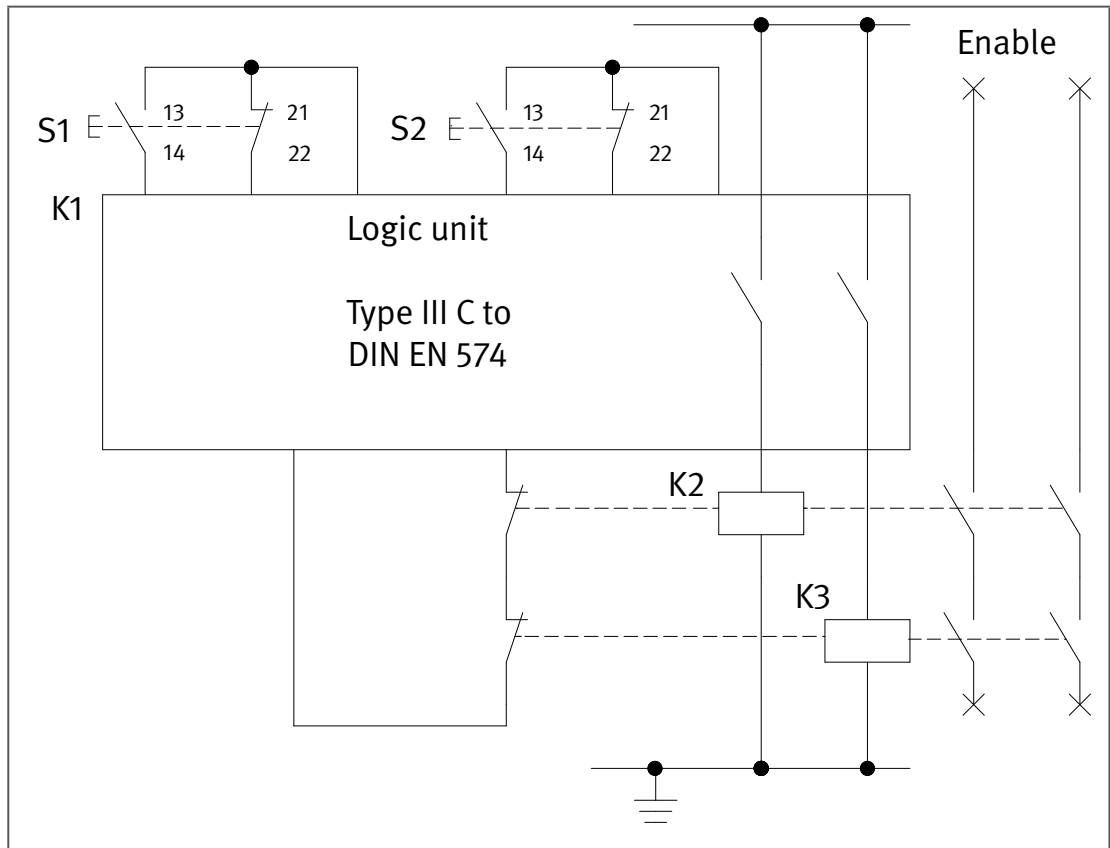 Enable
S1
13
21
14
22
S2
13
21
14
22
K1
Logic unit
Type III C to
DIN EN 574
K2
K3